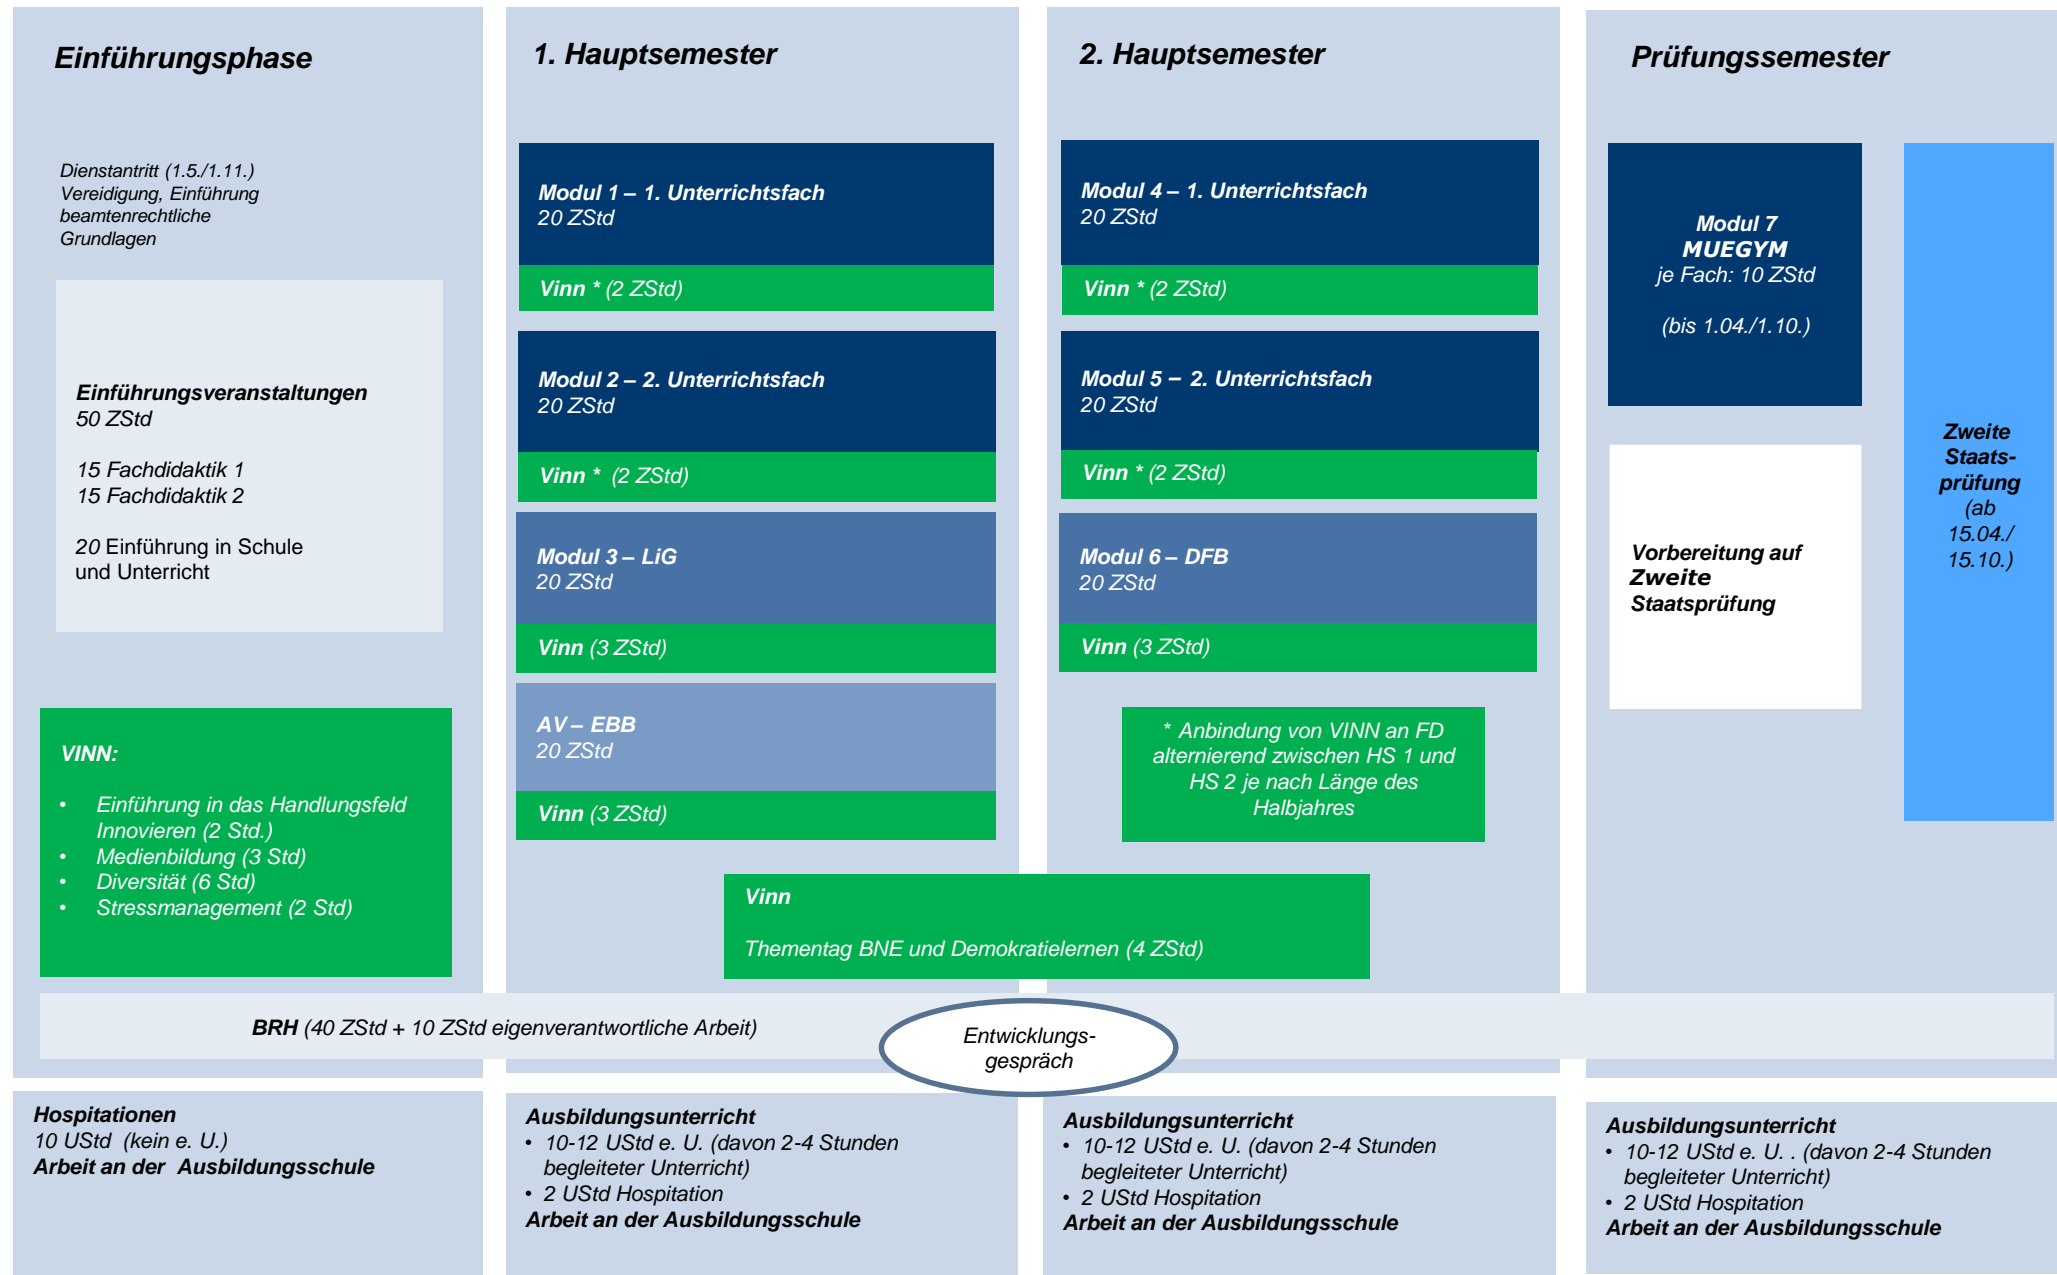 Einführungsphase
Dienstantritt (1.5./1.11.)
Vereidigung, Einführung
beamtenrechtliche
Grundlagen
Einführungsveranstaltungen
50 ZStd
15 Fachdidaktik 1
15 Fachdidaktik 2
20 Einführung in Schule
und Unterricht
VINN:
• Einführung in das Handlungsfeld
Innovieren (2 Std.)
• Medienbildung (3 Std)
• Diversität (6 Std)
• Stressmanagement (2 Std)
1. Hauptsemester
Modul 1 – 1. Unterrichtsfach
20 ZStd
Vinn * (2 ZStd)
Modul 2 – 2. Unterrichtsfach
20 ZStd
Vinn * (2 ZStd)
Modul 3 – LiG
20 ZStd
Vinn (3 ZStd)
AV – EBB
20 ZStd
Vinn (3 ZStd)
2. Hauptsemester
Modul 4 – 1. Unterrichtsfach
20 ZStd
Vinn * (2 ZStd)
Modul 5 – 2. Unterrichtsfach
20 ZStd
Vinn * (2 ZStd)
Modul 6 – DFB
20 ZStd
Vinn (3 ZStd)
* Anbindung von VINN an FD
alternierend zwischen HS 1 und
HS 2 je nach Länge des
Halbjahres
Vinn
Thementag BNE und Demokratielernen (4 ZStd)
Prüfungssemester
Modul 7
MUEGYM
je Fach: 10 ZStd
(bis 1.04./1.10.)
Vorbereitung auf
Zweite
Staatsprüfung
Zweite
Staats-
prüfung
(ab
15.04./
15.10.)
BRH (40 ZStd + 10 ZStd eigenverantwortliche Arbeit)
Entwicklungs-
gespräch
Hospitationen
10 UStd (kein e. U.)
Arbeit an der Ausbildungsschule
Ausbildungsunterricht
• 10-12 UStd e. U. (davon 2-4 Stunden
begleiteter Unterricht)
• 2 UStd Hospitation
Arbeit an der Ausbildungsschule
Ausbildungsunterricht
• 10-12 UStd e. U. (davon 2-4 Stunden
begleiteter Unterricht)
• 2 UStd Hospitation
Arbeit an der Ausbildungsschule
Ausbildungsunterricht
• 10-12 UStd e. U. . (davon 2-4 Stunden
begleiteter Unterricht)
• 2 UStd Hospitation
Arbeit an der Ausbildungsschule